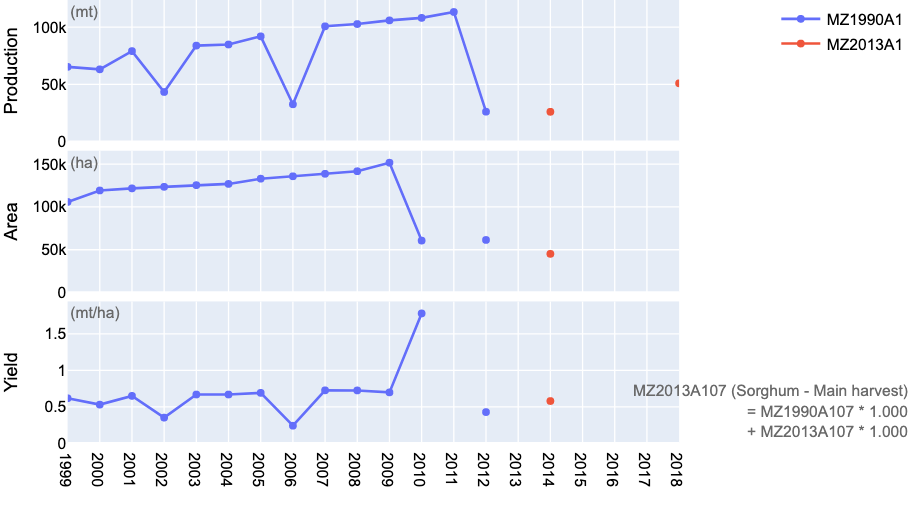 (mt)
100k
50k
0
Production
MZ1990A1
MZ2013A1
(ha)
150k
100k
50k
0
Area
(mt/ha)
1.5
1
0.5
0
Yield
MZ2013A107 (Sorghum - Main harvest)
= MZ1990A107 * 1.000
+ MZ2013A107 * 1.000
1999
2000
2001
2002
2003
2004
2005
2006
2007
2008
2009
2010
2011
2012
2013
2014
2015
2016
2017
2018